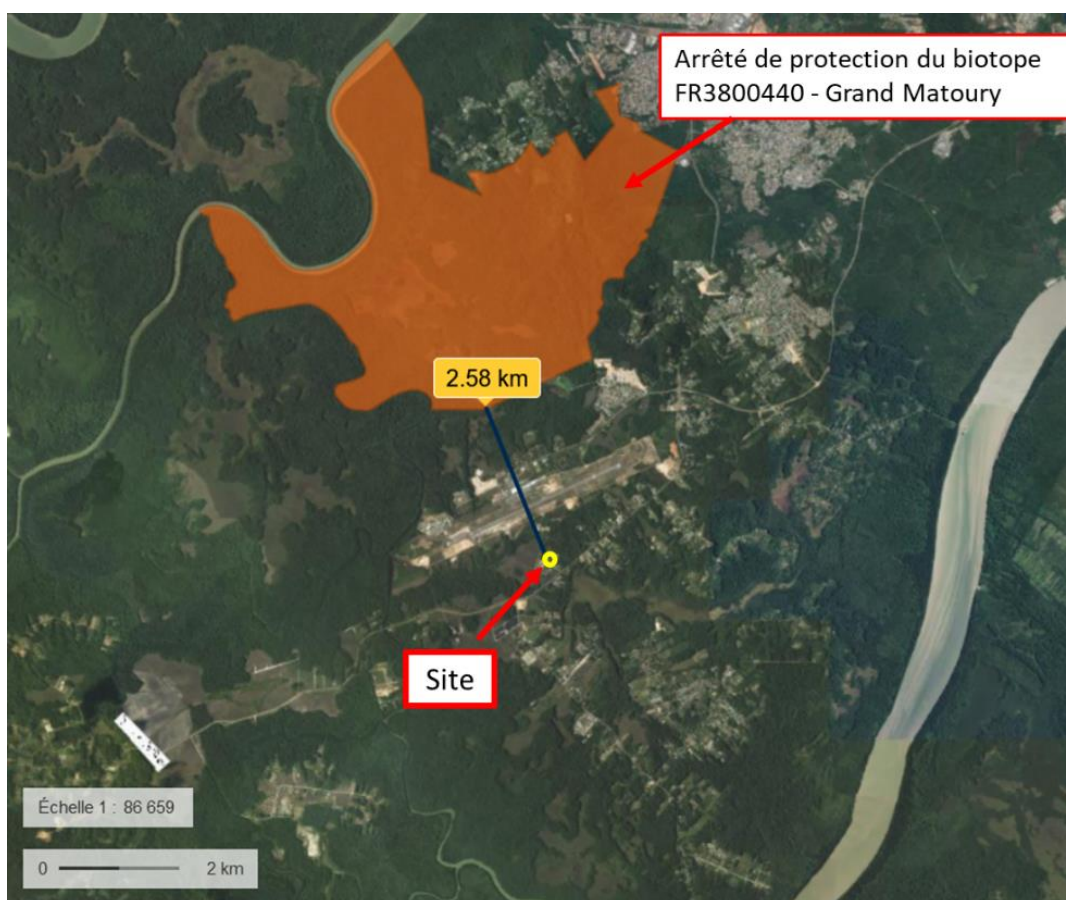 Arrêté de protection du biotope
FR3800440 - Grand Matoury
2.58 km
Site
Échelle 1 : 86 659
0 2 km